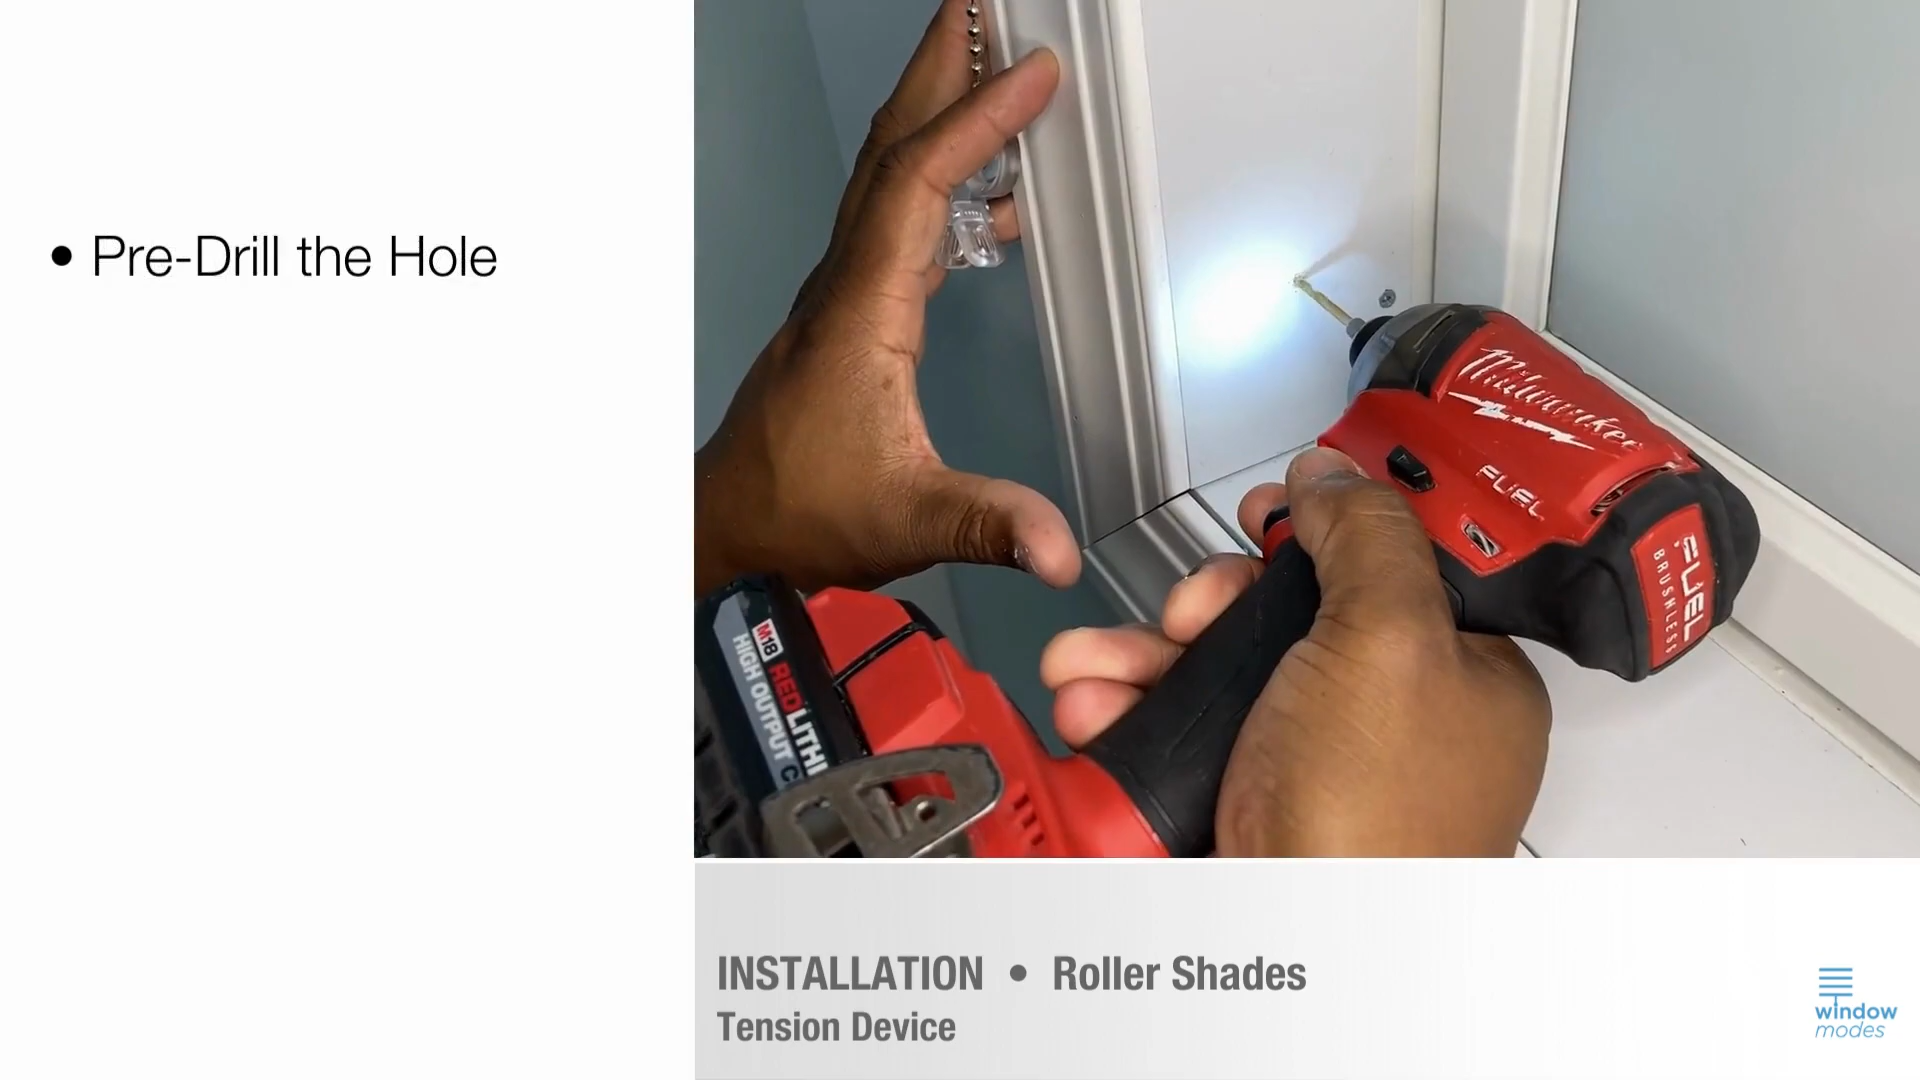 • Pre-Drill the Hole
Milwaukee
FUEL
FUEL
BRUSHLESS
M18
REDLITHI
HIGH OUTPUT C
INSTALLATION • Roller Shades
Tension Device
window
modes